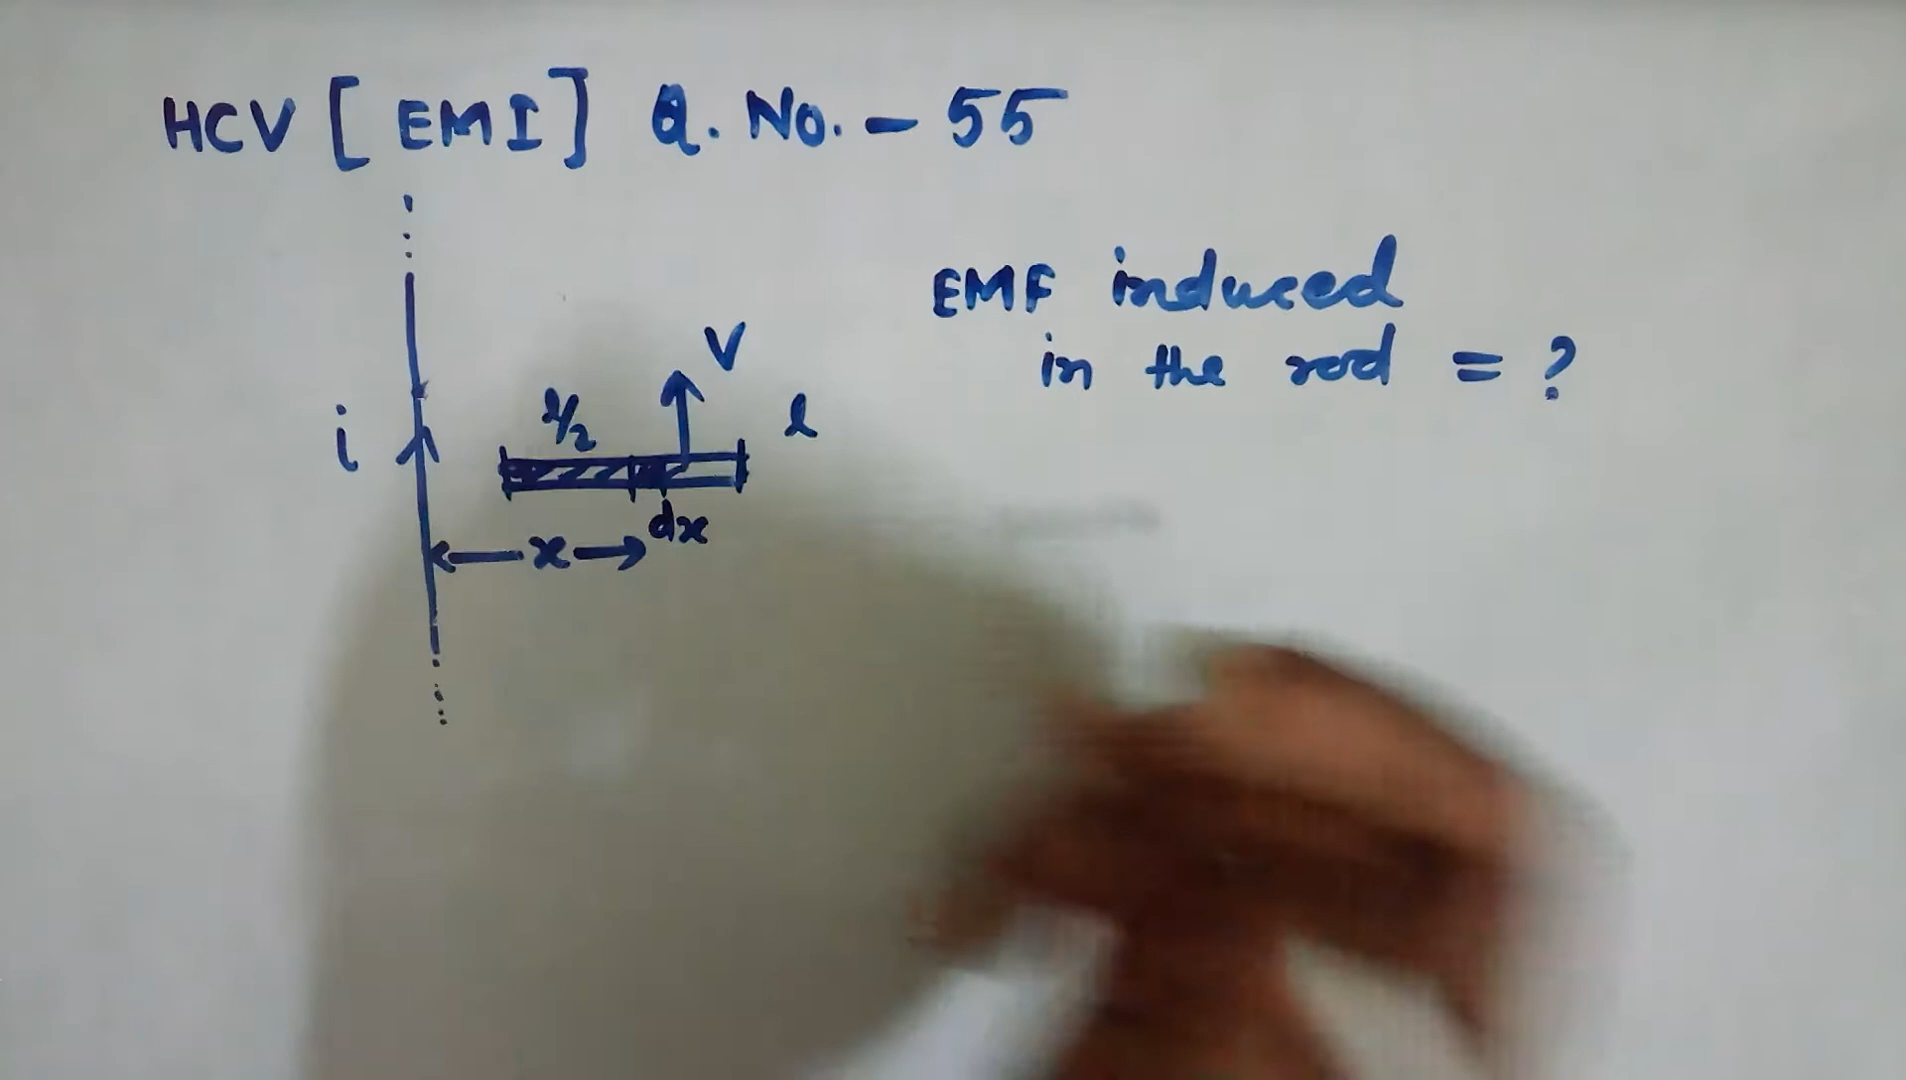 HCV [EMI] Q. No. - 55
EMF induced
in the rod = ?
V
i
l/2
l
dx
x